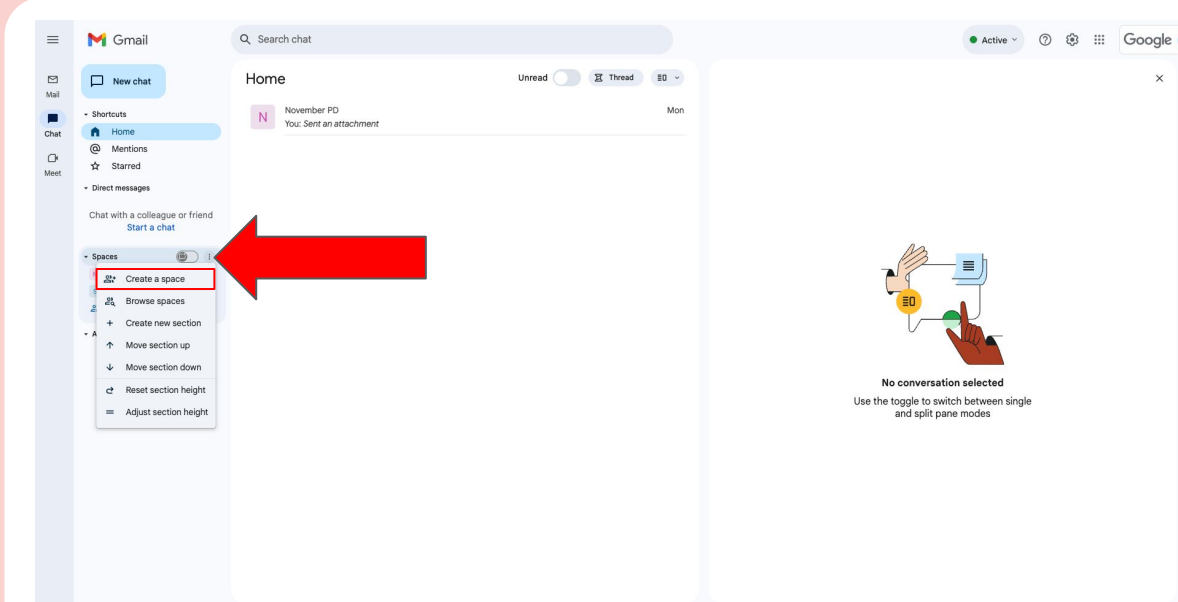 Gmail
Search chat
Active
Google
Mail
Chat
Meet
New chat
Shortcuts
Home
Mentions
Starred
Direct messages
Chat with a colleague or friend
Start a chat
Spaces
Create a space
Browse spaces
Create new section
Move section up
Move section down
Reset section height
Adjust section height
A
Home
Unread
Thread
N
November PD
Mon
You: Sent an attachment
No conversation selected
Use the toggle to switch between single
and split pane modes